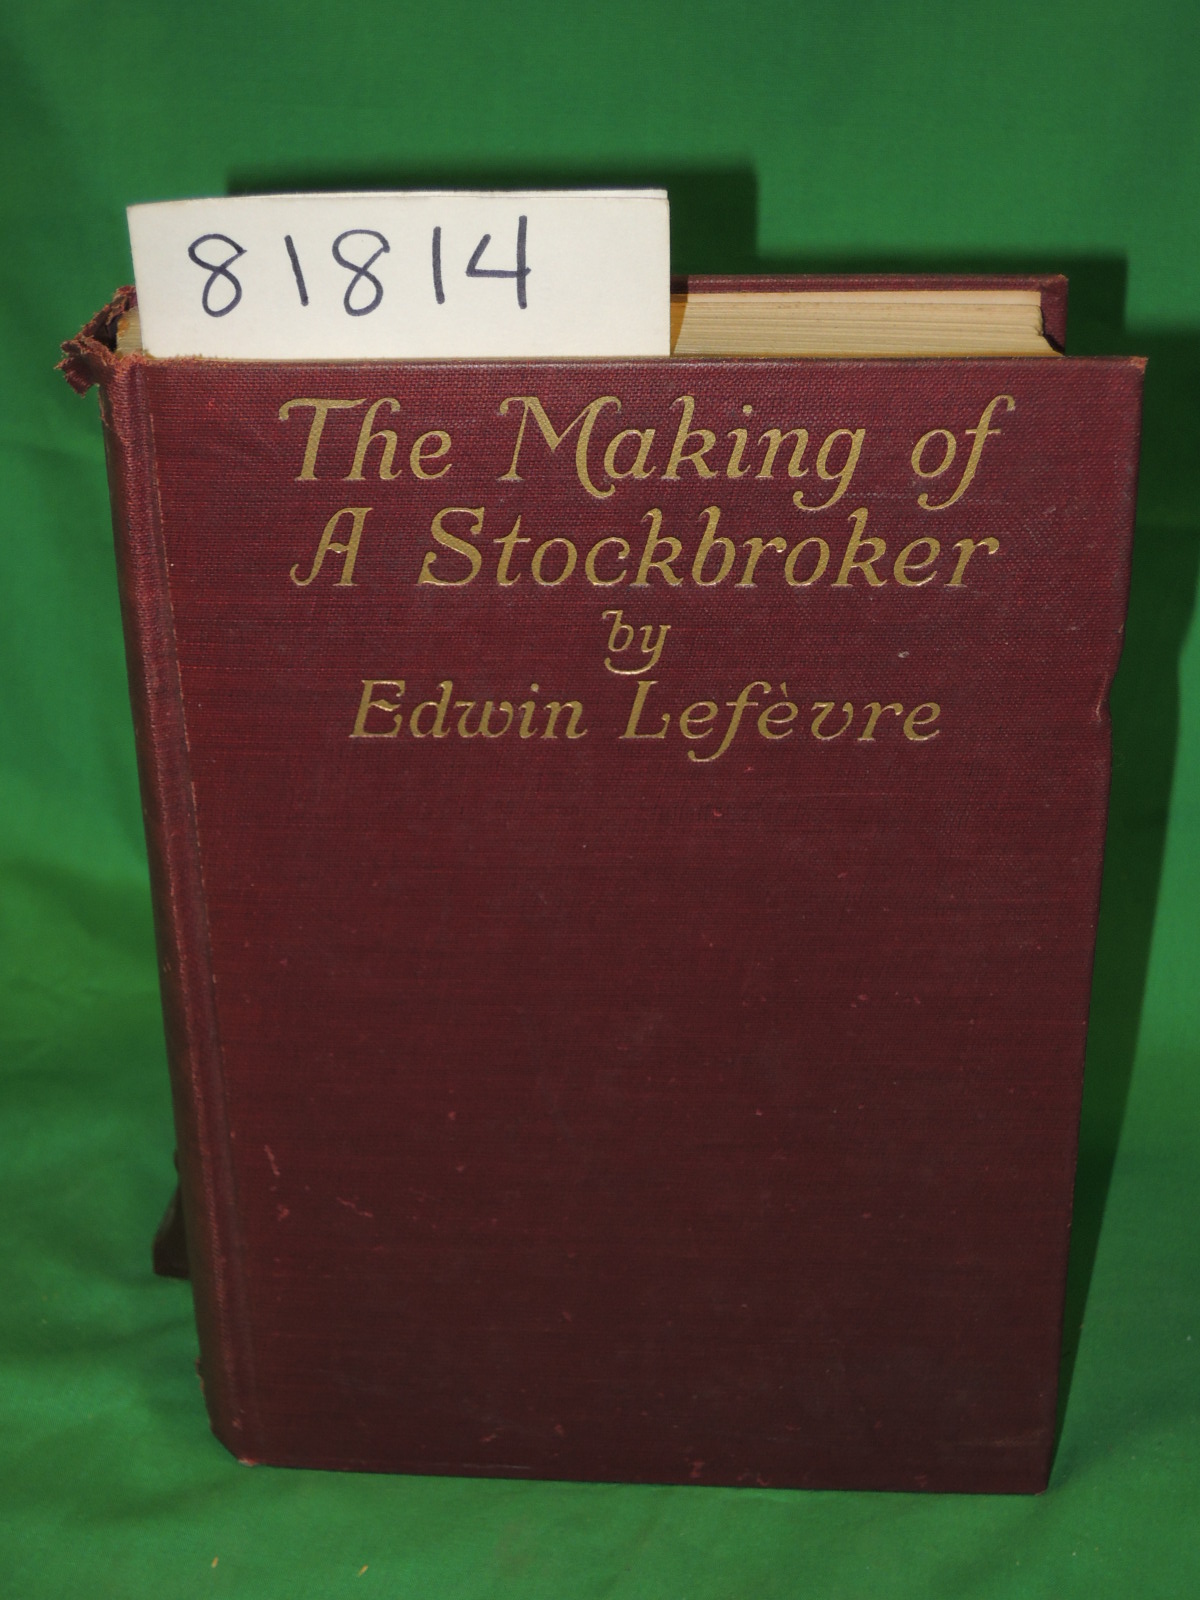 81814
The Making of
A Stockbroker
by
Edwin Lefèvre